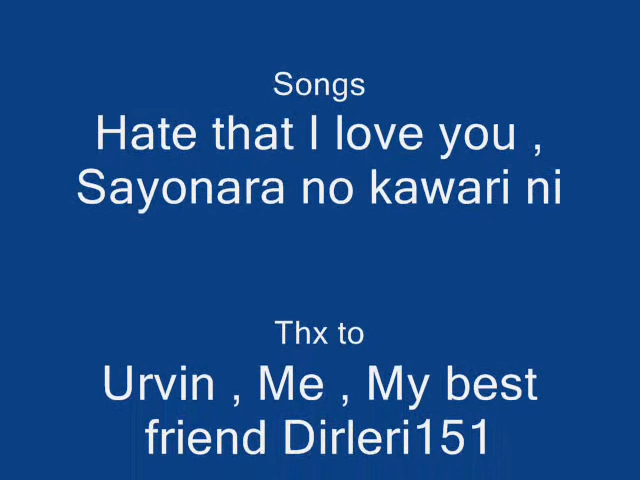 Songs
Hate that I love you ,
Sayonara no kawari ni
Thx to
Urvin , Me , My best
friend Dirleri151